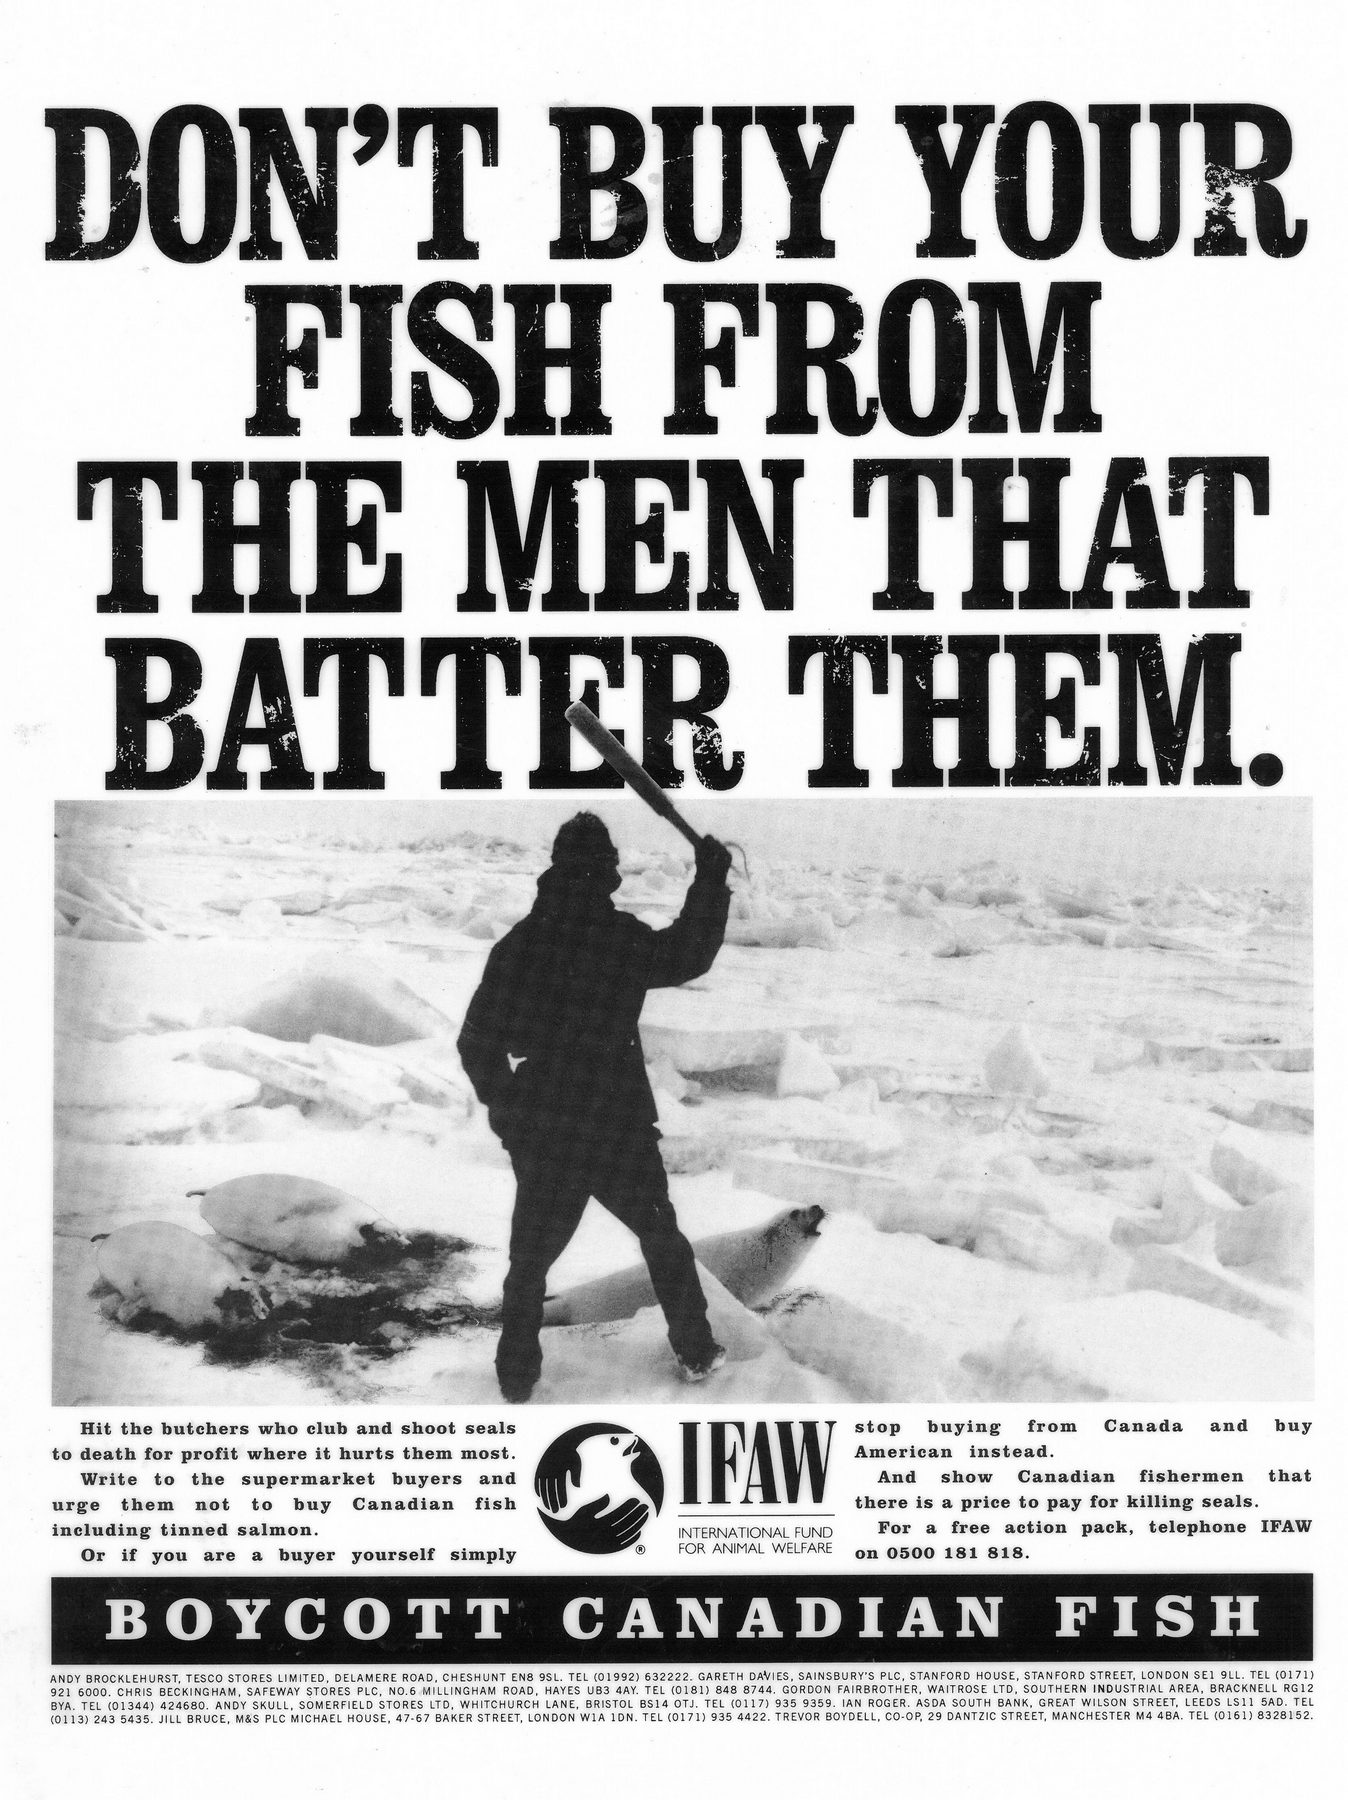 DON'T BUY YOUR
FISH FROM
THE MEN THAT
BATTER THEM.
Hit the butchers who club and shoot seals
to death for profit where it hurts them most.
Write to the supermarket buyers and
urge them not to buy Canadian fish
including tinned salmon.
Or if you are a buyer yourself simply
®
IFAW
INTERNATIONAL FUND
FOR ANIMAL WELFARE
stop buying from Canada and buy
American instead.
And show Canadian fishermen that
there is a price to pay for killing seals.
For a free action pack, telephone IFAW
on 0500 181 818.
BOYCOTT CANADIAN FISH
ANDY BROCKLEHURST, TESCO STORES LIMITED, DELAMERE ROAD, CHESHUNT EN8 9SL. TEL (01992) 632222. GARETH DAVIES, SAINSBURY'S PLC, STANFORD HOUSE, STANFORD STREET, LONDON SE1 9LL. TEL (0171)
921 6000. CHRIS BECKINGHAM, SAFEWAY STORES PLC, NO.6 MILLINGHAM ROAD, HAYES UB3 4AY. TEL (0181) 848 8744. GORDON FAIRBROTHER, WAITROSE LTD, SOUTHERN INDUSTRIAL AREA, BRACKNELL RG12
BYA. TEL (01344) 424680. ANDY SKULL, SOMERFIELD STORES LTD, WHITCHURCH LANE, BRISTOL BS14 OTJ. TEL (0117) 935 9359. IAN ROGER. ASDA SOUTH BANK, GREAT WILSON STREET, LEEDS LS11 5AD. TEL
(0113) 243 5435. JILL BRUCE, M&S PLC MICHAEL HOUSE, 47-67 BAKER STREET, LONDON W1A 1DN. TEL (0171) 935 4422. TREVOR BOYDELL, CO-OP, 29 DANTZIC STREET, MANCHESTER M4 4BA. TEL (0161) 8328152.